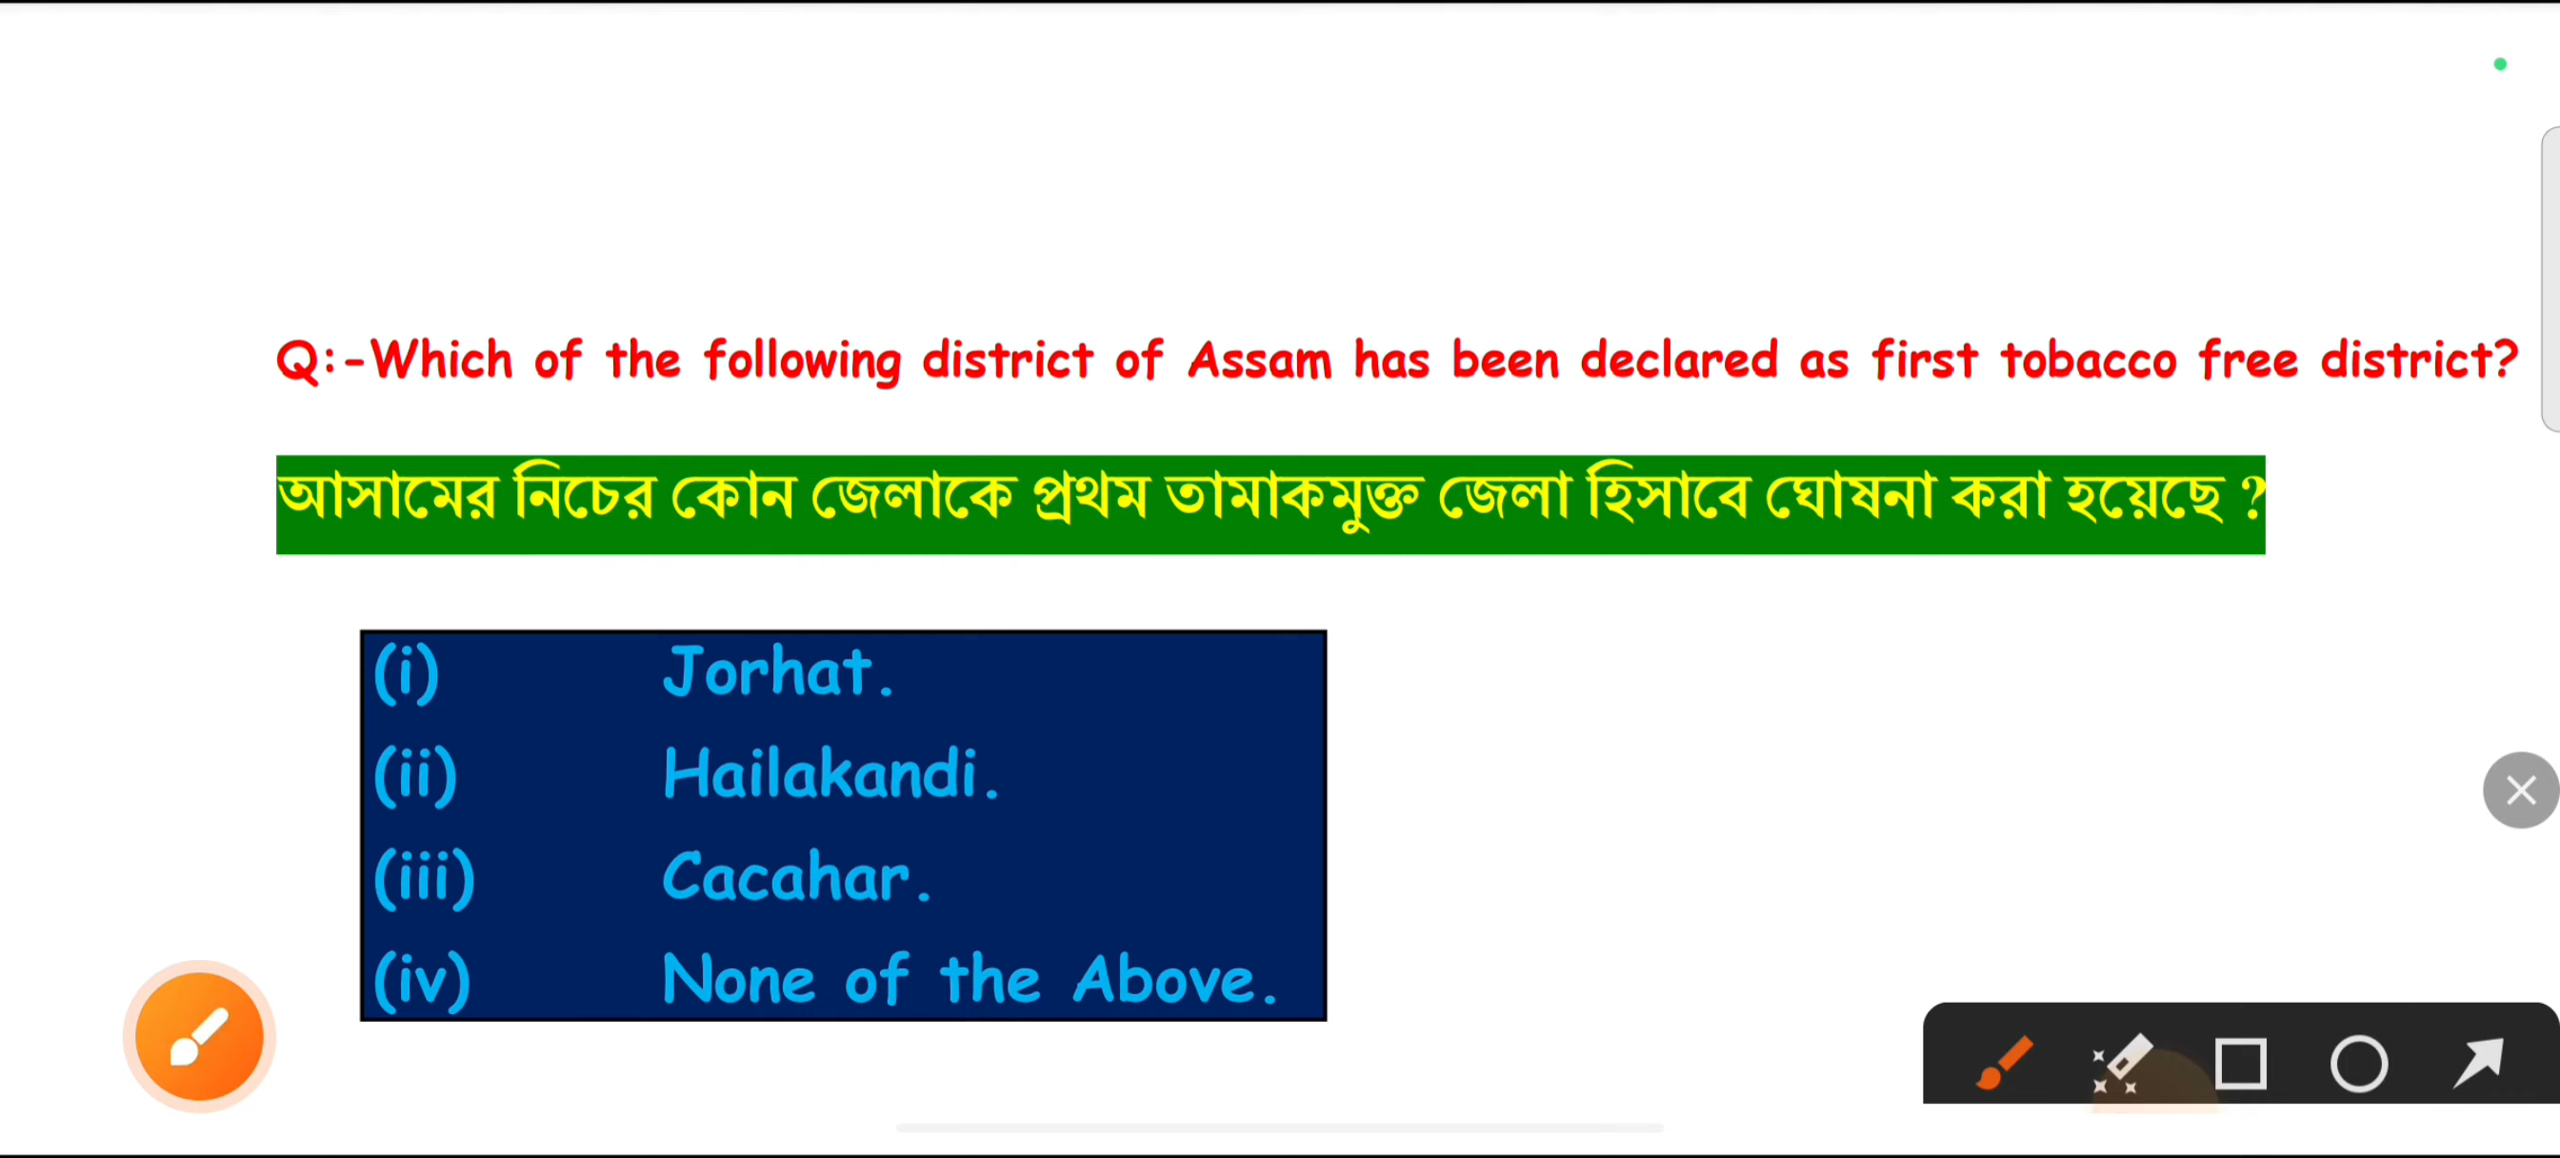 Q:-Which of the following district of Assam has been declared as first tobacco free district?
আসামের নিচের কোন জেলাকে প্রথম তামাকমুক্ত জেলা হিসাবে ঘোষনা করা হয়েছে ?
(i) Jorhat.
(ii) Hailakandi.
(iii) Cacahar.
(iv) None of the Above.